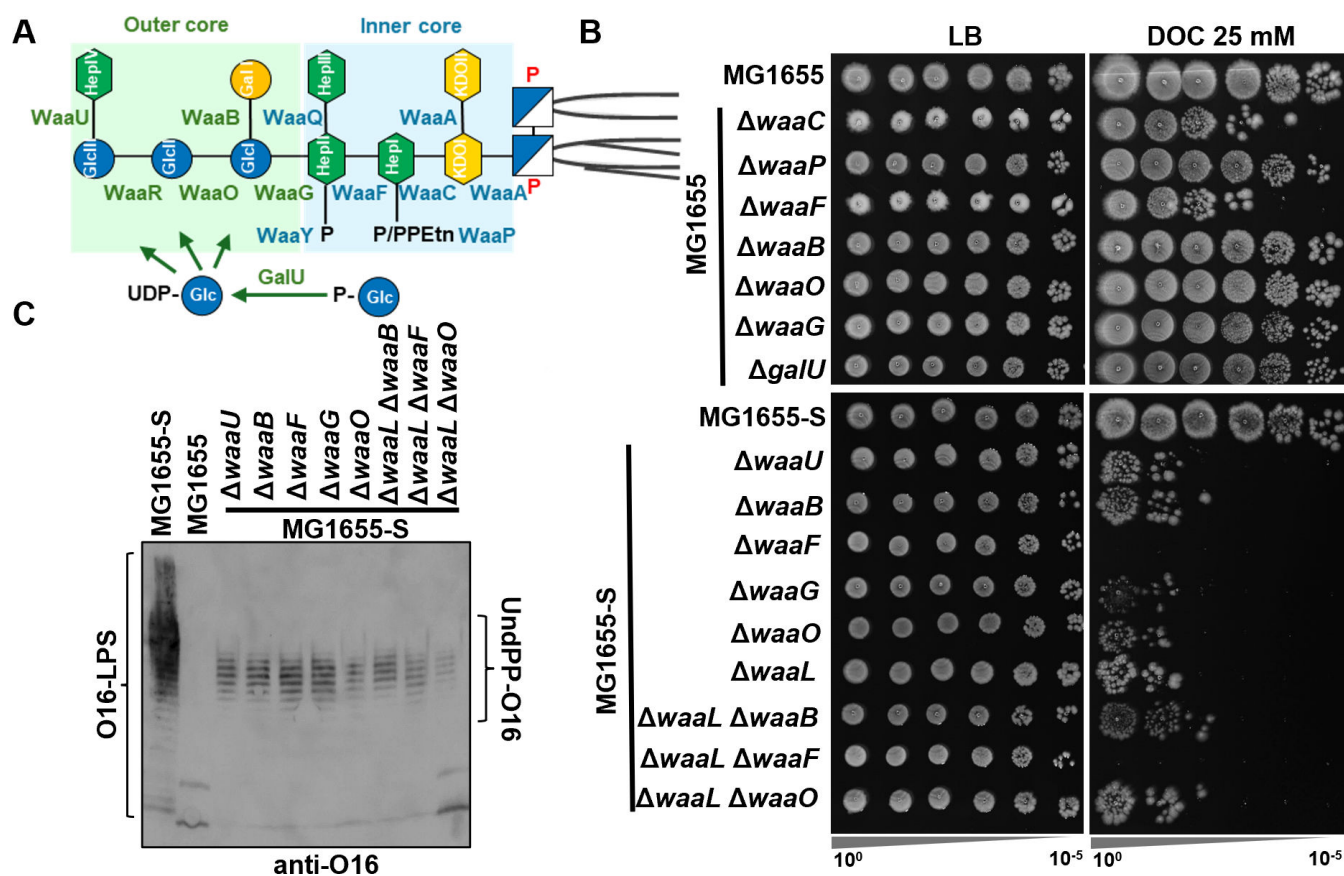 A
Outer core
Inner core
HepIV
Gal I
HepIII
KDOII
P
WaaU
WaaB
WaaQ
WaaA
GlcIII
GlcII
GlcI
HepII
HepI
KDOI
WaaR
WaaO
WaaG
WaaF
WaaC
WaaA
P
WaaY
P
P/PPEtn
WaaP
UDP-
Glc
GalU
P-
Glc
B
LB
DOC 25 mM
MG1655
MG1655
ΔwaaC
ΔwaaP
ΔwaaF
ΔwaaB
ΔwaaO
ΔwaaG
ΔgalU
MG1655-S
MG1655-S
ΔwaaU
ΔwaaB
ΔwaaF
ΔwaaG
ΔwaaO
ΔwaaL
ΔwaaL ΔwaaB
ΔwaaL ΔwaaF
ΔwaaL ΔwaaO
10⁰
10⁻⁵
10⁰
10⁻⁵
C
MG1655-S
MG1655
ΔwaaU
ΔwaaB
ΔwaaF
ΔwaaG
ΔwaaO
ΔwaaL ΔwaaB
ΔwaaL ΔwaaF
ΔwaaL ΔwaaO
MG1655-S
O16-LPS
UndPP-O16
anti-O16